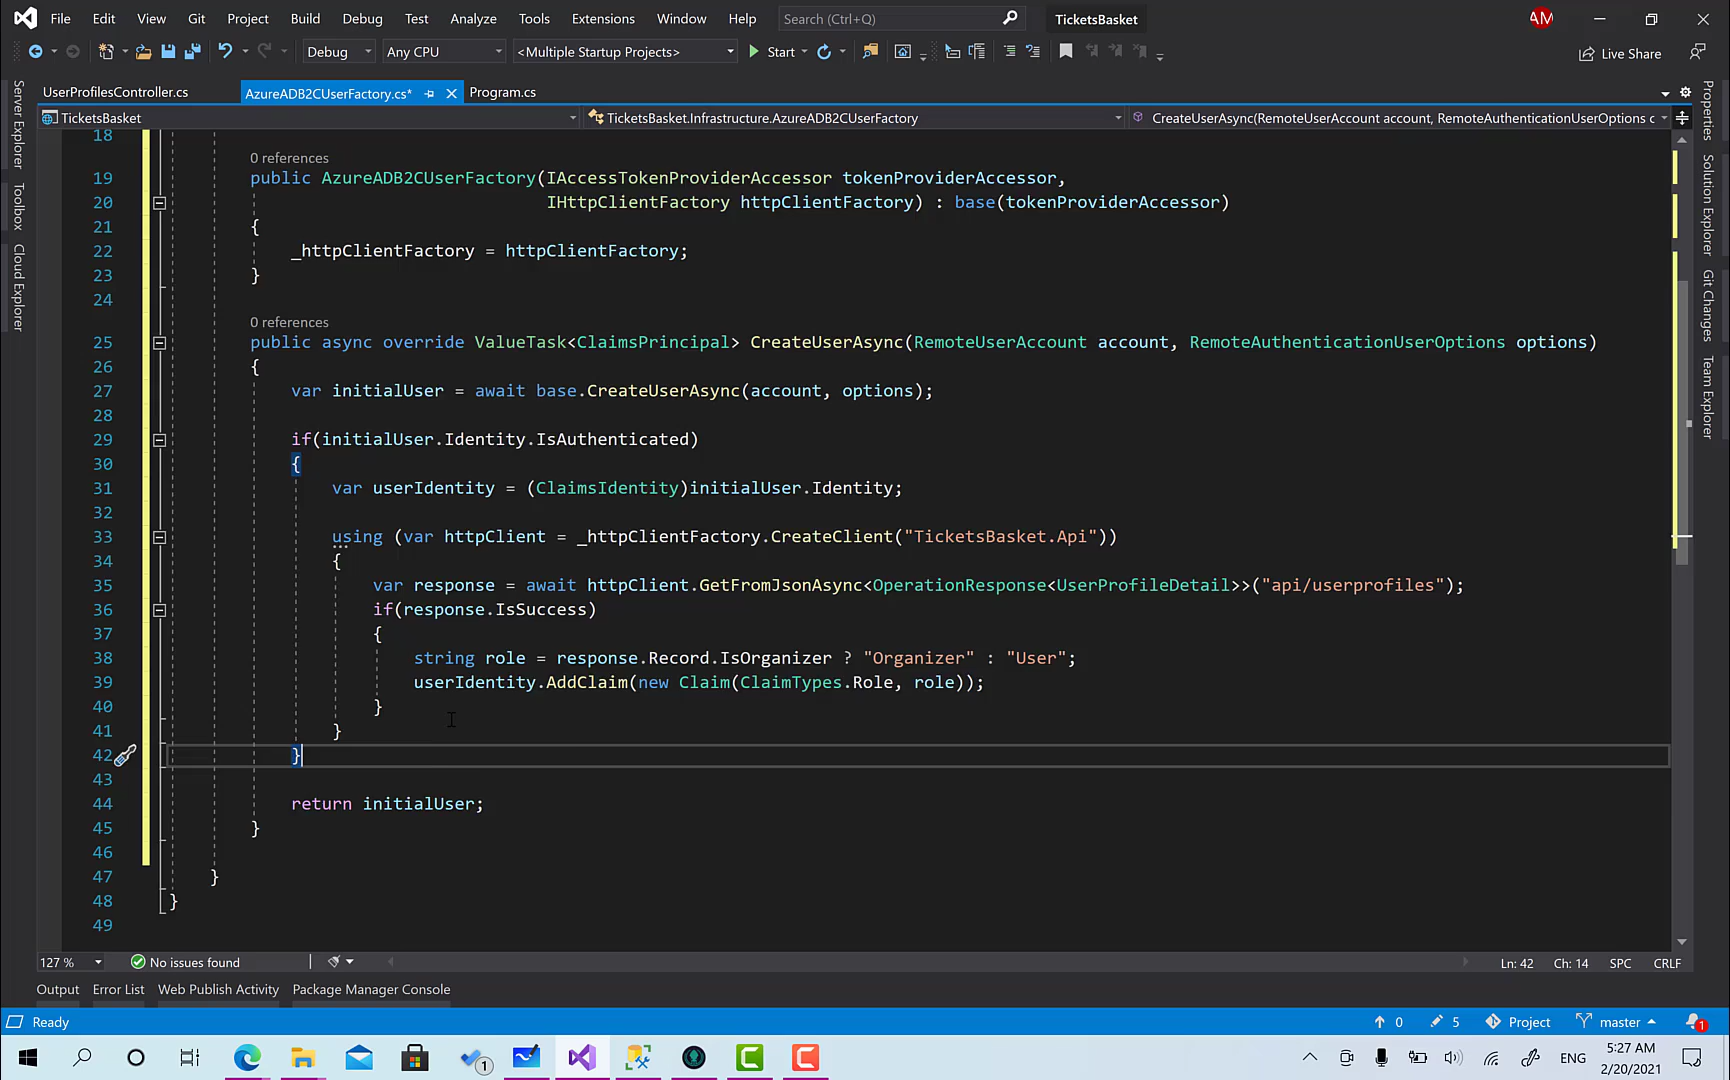 File Edit View Git Project Build Debug Test Analyze Tools Extensions Window Help Search (Ctrl+Q) TicketsBasket AM
Debug Any CPU <Multiple Startup Projects> Start Live Share
UserProfilesController.cs AzureADB2CUserFactory.cs* Program.cs
TicketsBasket TicketsBasket.Infrastructure.AzureADB2CUserFactory CreateUserAsync(RemoteUserAccount account, RemoteAuthenticationUserOptions c
Server Explorer
Toolbox
Cloud Explorer
18
0 references
19 public AzureADB2CUserFactory(IAccessTokenProviderAccessor tokenProviderAccessor,
20 IHttpClientFactory httpClientFactory) : base(tokenProviderAccessor)
21 {
22 _httpClientFactory = httpClientFactory;
23 }
24
0 references
25 public async override ValueTask<ClaimsPrincipal> CreateUserAsync(RemoteUserAccount account, RemoteAuthenticationUserOptions options)
26 {
27 var initialUser = await base.CreateUserAsync(account, options);
28
29 if(initialUser.Identity.IsAuthenticated)
30 {
31 var userIdentity = (ClaimsIdentity)initialUser.Identity;
32
33 using (var httpClient = _httpClientFactory.CreateClient("TicketsBasket.Api"))
34 {
35 var response = await httpClient.GetFromJsonAsync<OperationResponse<UserProfileDetail>>("api/userprofiles");
36 if(response.IsSuccess)
37 {
38 string role = response.Record.IsOrganizer ? "Organizer" : "User";
39 userIdentity.AddClaim(new Claim(ClaimTypes.Role, role));
40 }
41 }
42 }
43
44 return initialUser;
45 }
46
47 }
48 }
49
Properties
Solution Explorer
Git Changes
Team Explorer
127 % No issues found Ln: 42 Ch: 14 SPC CRLF
Output Error List Web Publish Activity Package Manager Console
Ready 0 5 Project master 1
1 ENG 5:27 AM
2/20/2021